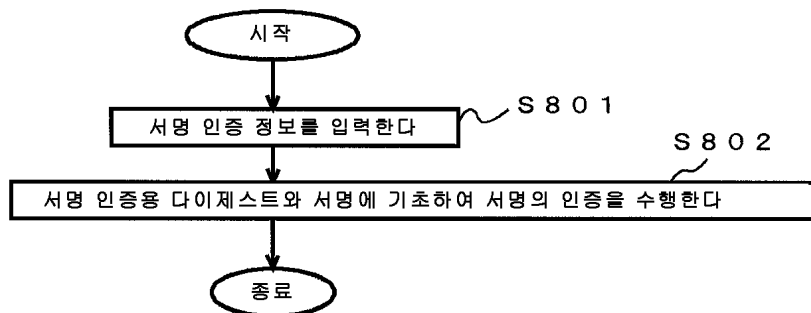 시작
서명 인증 정보를 입력한다
S801
S802
서명 인증용 다이제스트와 서명에 기초하여 서명의 인증을 수행한다
종료